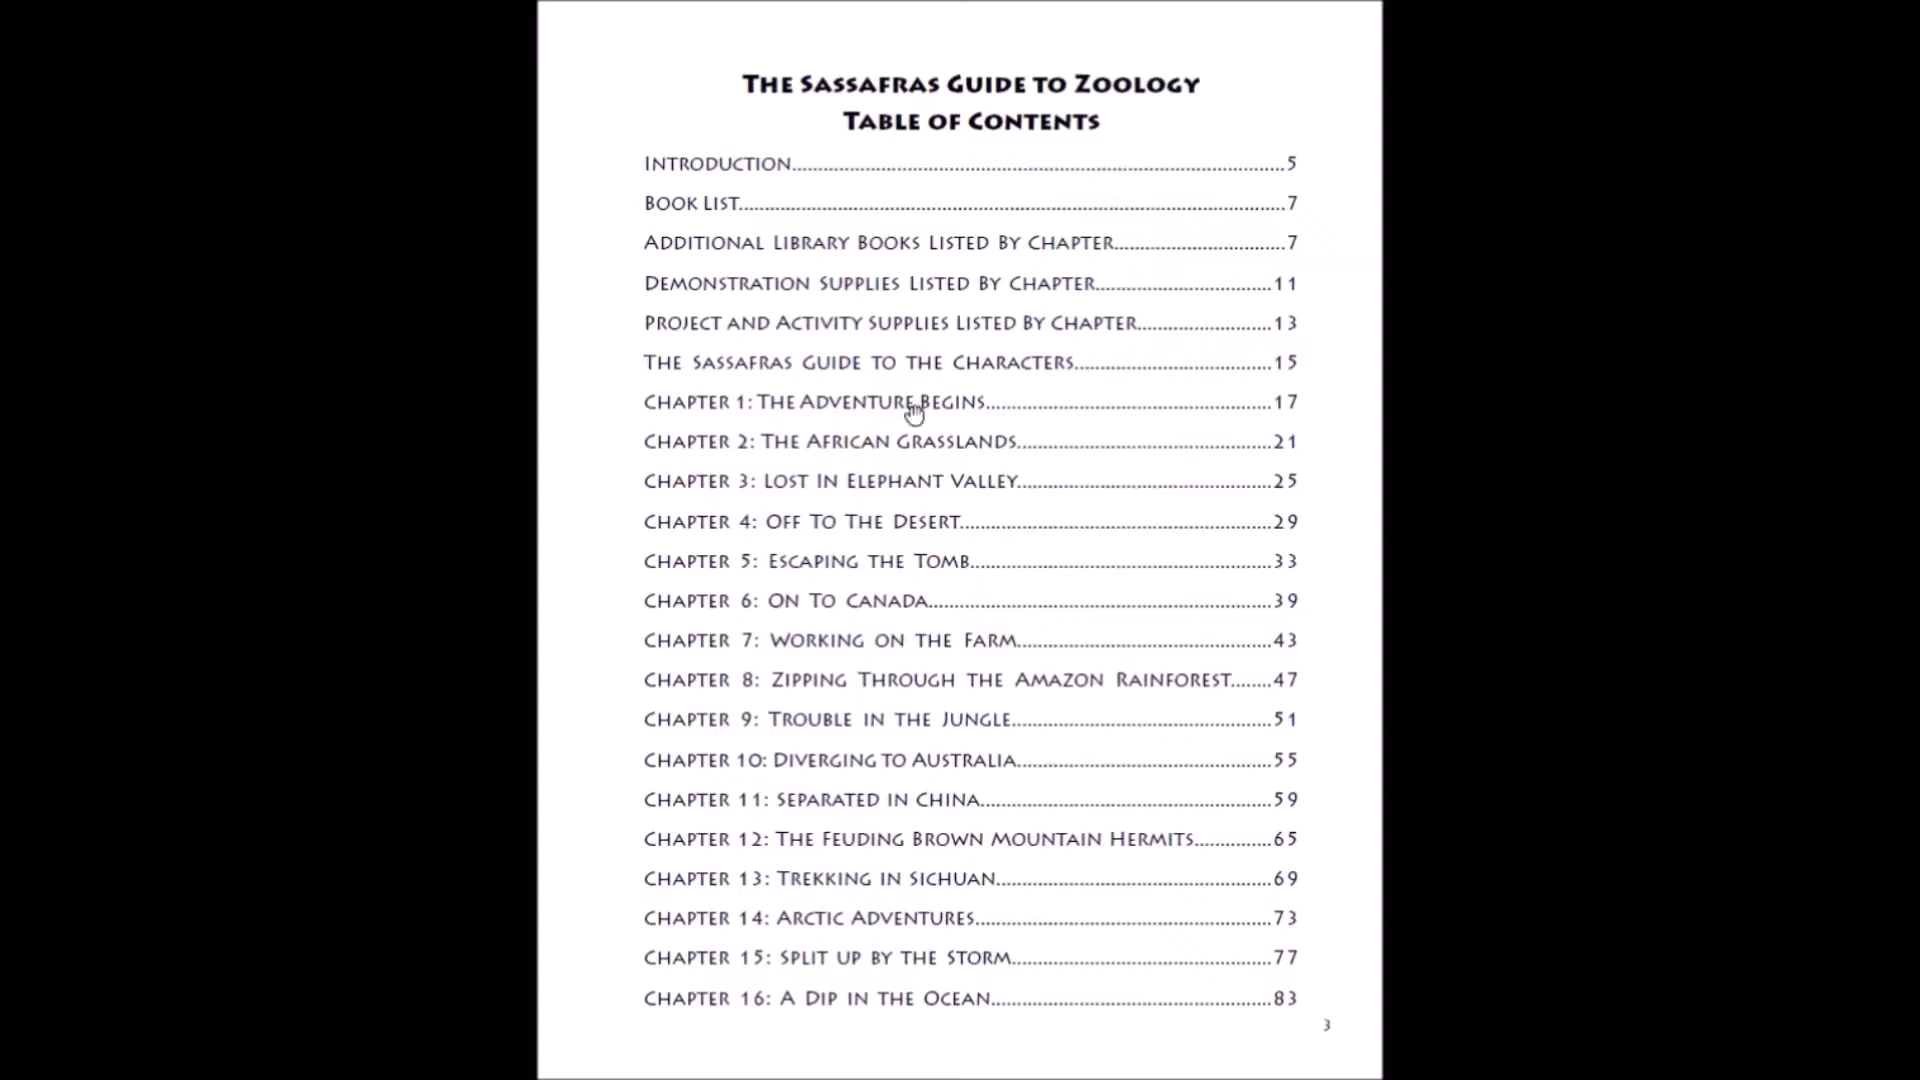 The Sassafras Guide to Zoology
Table of Contents
Introduction..........5
Book List..........7
Additional Library Books Listed By Chapter..........7
Demonstration Supplies Listed By Chapter..........11
Project and Activity Supplies Listed By Chapter..........13
The Sassafras Guide to the Characters..........15
Chapter 1: The Adventure Begins..........17
Chapter 2: The African Grasslands..........21
Chapter 3: Lost In Elephant Valley..........25
Chapter 4: Off To The Desert..........29
Chapter 5: Escaping the Tomb..........33
Chapter 6: On To Canada..........39
Chapter 7: Working on the Farm..........43
Chapter 8: Zipping Through the Amazon Rainforest........47
Chapter 9: Trouble in the Jungle..........51
Chapter 10: Diverging to Australia..........55
Chapter 11: Separated in China..........59
Chapter 12: The Feuding Brown Mountain Hermits..........65
Chapter 13: Trekking in Sichuan..........69
Chapter 14: Arctic Adventures..........73
Chapter 15: Split up by the Storm..........77
Chapter 16: A Dip in the Ocean..........83
3